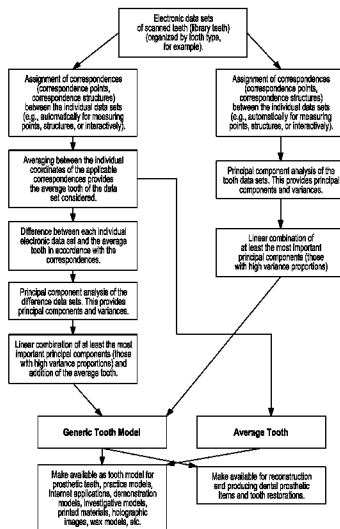 Electronic data sets
of scanned teeth (library teeth)
(organized by tooth type,
for example).
Assignment of correspondences
(correspondence points,
correspondence structures)
between the individual data sets
(e.g., automatically for measuring
points, structures, or interactively).
Averaging between the individual
coordinates of the applicable
correspondences provides
the average tooth of the data
set considered.
Difference between each individual
electronic data set and the average
tooth in accordance with the
correspondences.
Principal component analysis of the
difference data sets. This provides
principal components and variances.
Linear combination of at least the most
important principal components (those
with high variance proportions) and
addition of the average tooth.
Assignment of correspondences
(correspondence points,
correspondence structures)
between the individual data sets
(e.g., automatically for measuring
points, structures, or interactively).
Principal component analysis of the
tooth data sets. This provides principal
components and variances.
Linear combination of
at least the most important
principal components (those
with high variance proportions)
Generic Tooth Model
Average Tooth
Make available as tooth model for
prosthetic teeth, practice models,
Internet applications, demonstration
models, investigative models,
printed materials, holographic
images, wax models, etc.
Make available for reconstruction
and producing dental prosthetic
items and tooth restorations.